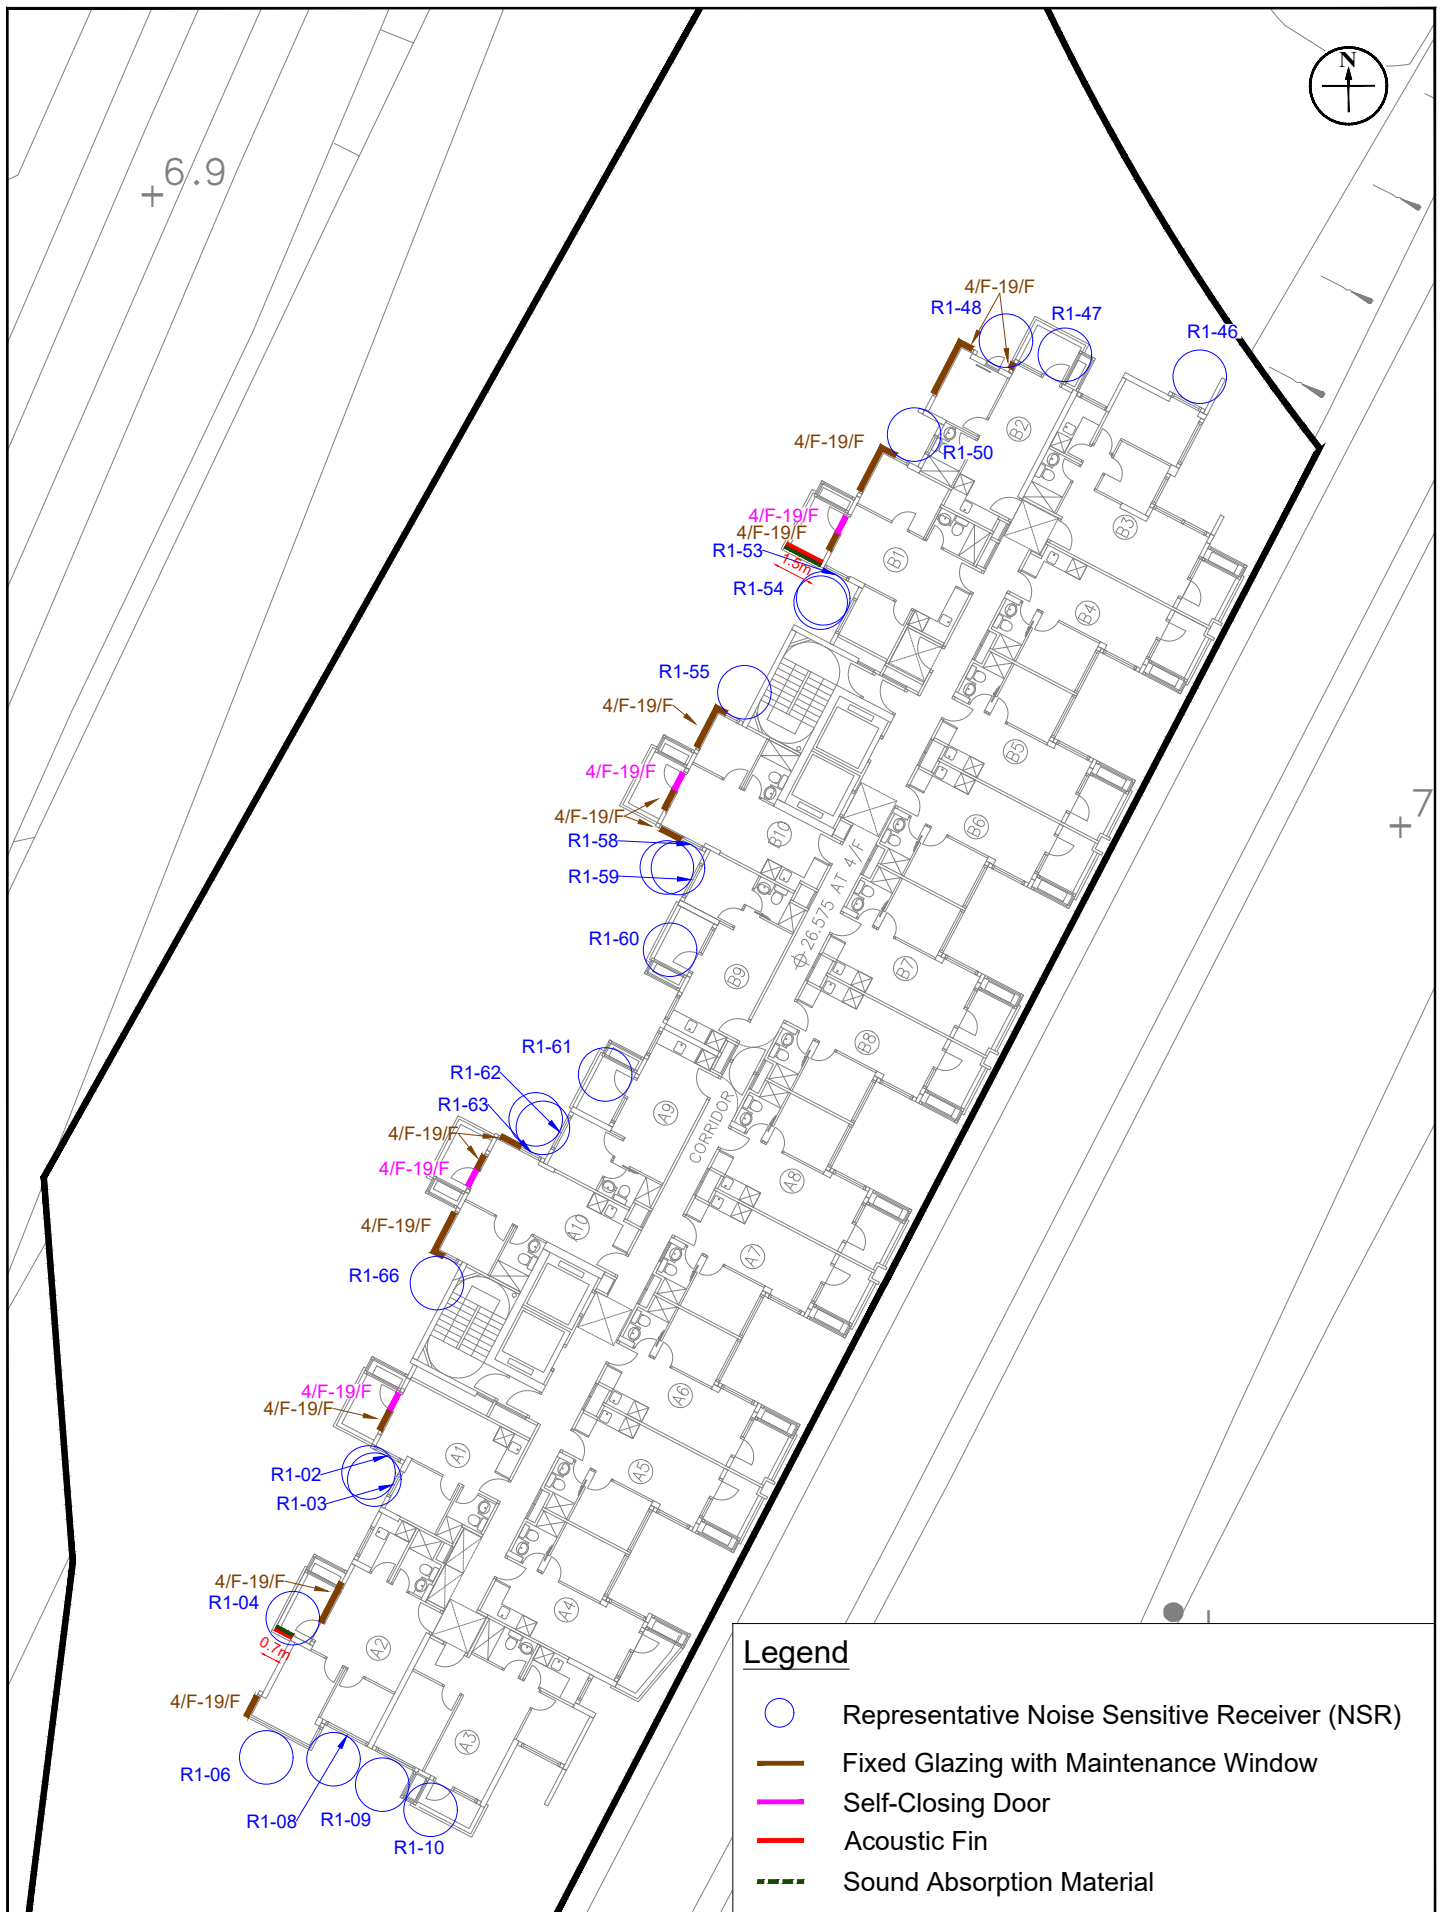 N
+6.9
4/F-19/F
R1-48
R1-47
R1-46
B2
4/F-19/F
R1-50
B3
4/F-19/F
4/F-19/F
R1-53
1.5m
B1
R1-54
B4
R1-55
4/F-19/F
B5
4/F-19/F
4/F-19/F
+7
B6
B10
R1-58
R1-59
26.575 AT 4/F
R1-60
B9
B7
B8
R1-61
R1-62
R1-63
A9
CORRIDOR
4/F-19/F
4/F-19/F
A8
4/F-19/F
A10
A7
R1-66
4/F-19/F
4/F-19/F
A6
A1
R1-02
A5
R1-03
4/F-19/F
R1-04
A4
0.7m
A2
4/F-19/F
A3
R1-06
R1-08
R1-09
R1-10
Legend
Representative Noise Sensitive Receiver (NSR)
Fixed Glazing with Maintenance Window
Self-Closing Door
Acoustic Fin
Sound Absorption Material